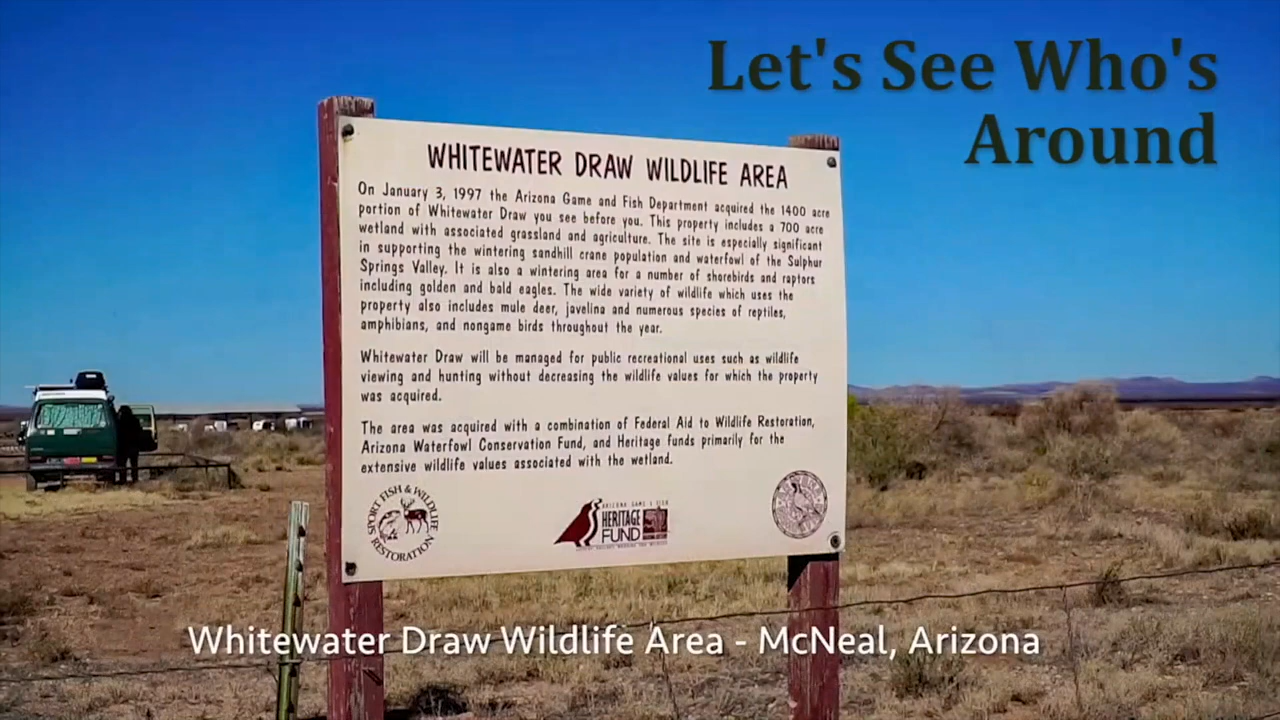 Let's See Who's
Around
WHITEWATER DRAW WILDLIFE AREA
On January 3, 1997 the Arizona Game and Fish Department acquired the 1400 acre
portion of Whitewater Draw you see before you. This property includes a 700 acre
wetland with associated grassland and agriculture. The site is especially significant
in supporting the wintering sandhill crane population and waterfowl of the Sulphur
Springs Valley. It is also a wintering area for a number of shorebirds and raptors
including golden and bald eagles. The wide variety of wildlife which uses the
property also includes mule deer, javelina and numerous species of reptiles,
amphibians, and nongame birds throughout the year.
Whitewater Draw will be managed for public recreational uses such as wildlife
viewing and hunting without decreasing the wildlife values for which the property
was acquired.
The area was acquired with a combination of Federal Aid to Wildlife Restoration,
Arizona Waterfowl Conservation Fund, and Heritage funds primarily for the
extensive wildlife values associated with the wetland.
SPORT FISH & WILDLIFE
RESTORATION
ARIZONA GAME & FISH
HERITAGE
FUND
Whitewater Draw Wildlife Area - McNeal, Arizona